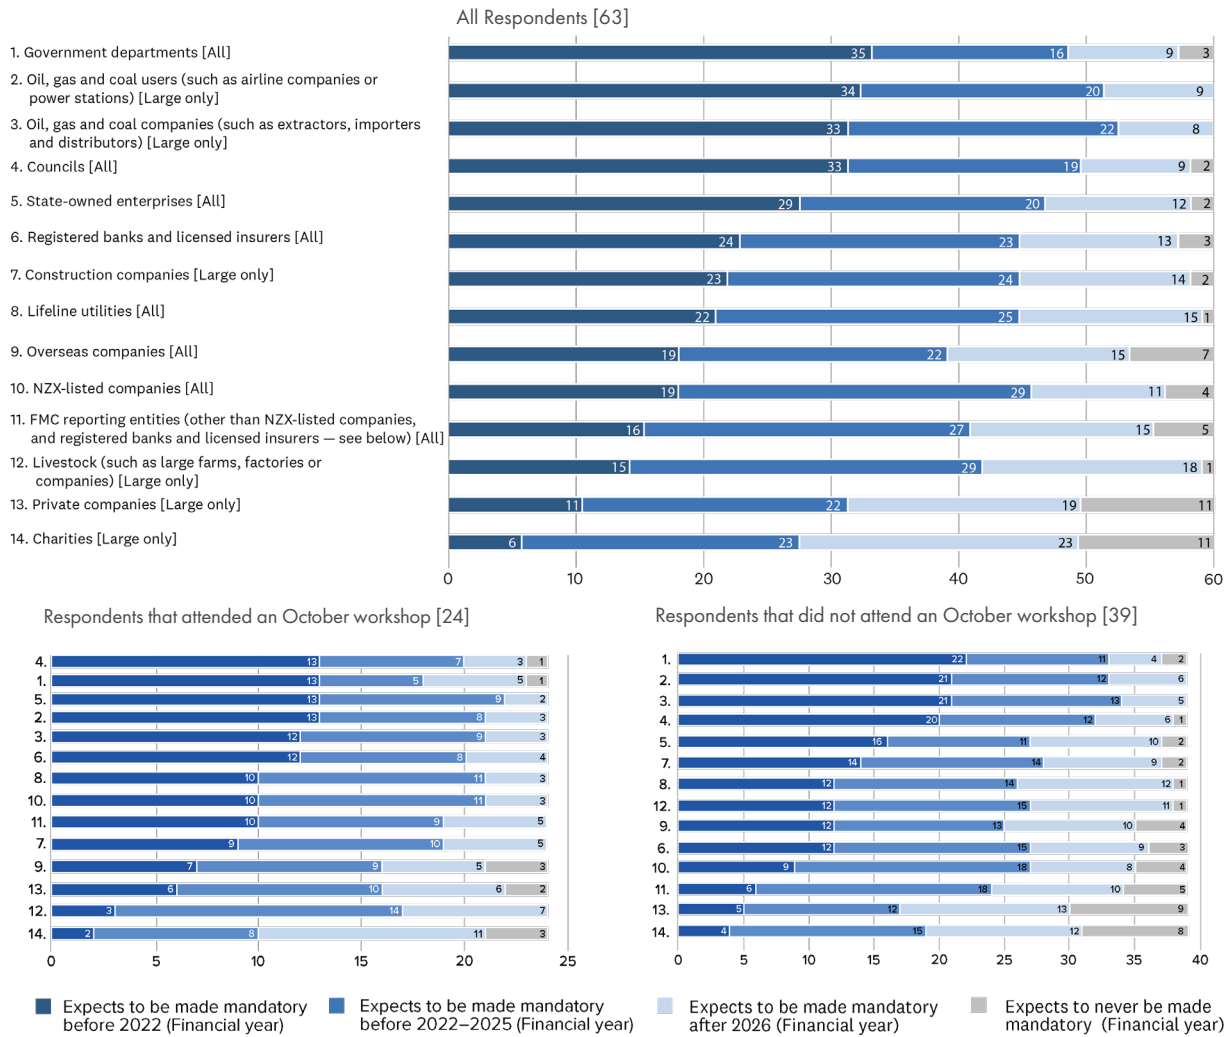 All Respondents [63]
1. Government departments [All]
35 16 9 3
2. Oil, gas and coal users (such as airline companies or
power stations) [Large only]
34 20 9
3. Oil, gas and coal companies (such as extractors, importers
and distributors) [Large only]
33 22 8
4. Councils [All]
33 19 9 2
5. State-owned enterprises [All]
29 20 12 2
6. Registered banks and licensed insurers [All]
24 23 13 3
7. Construction companies [Large only]
23 24 14 2
8. Lifeline utilities [All]
22 25 15 1
9. Overseas companies [All]
19 22 15 7
10. NZX-listed companies [All]
19 29 11 4
11. FMC reporting entities (other than NZX-listed companies,
and registered banks and licensed insurers — see below) [All]
16 27 15 5
12. Livestock (such as large farms, factories or
companies) [Large only]
15 29 18 1
13. Private companies [Large only]
11 22 19 11
14. Charities [Large only]
6 23 23 11
0 10 20 30 40 50 60
Respondents that attended an October workshop [24]
4. 13 7 3 1
1. 13 5 5 1
5. 13 9 2
2. 13 8 3
3. 12 9 3
6. 12 8 4
8. 10 11 3
10. 10 11 3
11. 10 9 5
7. 9 10 5
9. 7 9 5 3
13. 6 10 6 2
12. 3 14 7
14. 2 8 11 3
0 5 10 15 20 25
Respondents that did not attend an October workshop [39]
1. 22 11 4 2
2. 21 12 6
3. 21 13 5
4. 20 12 6 1
5. 16 11 10 2
7. 14 14 9 2
8. 12 14 12 1
12. 12 15 11 1
9. 12 13 10 4
6. 12 15 9 3
10. 9 18 8 4
11. 6 18 10 5
13. 5 12 13 9
14. 4 15 12 8
0 5 10 15 20 25 30 35 40
Expects to be made mandatory
before 2022 (Financial year)
Expects to be made mandatory
before 2022–2025 (Financial year)
Expects to be made mandatory
after 2026 (Financial year)
Expects to never be made
mandatory (Financial year)